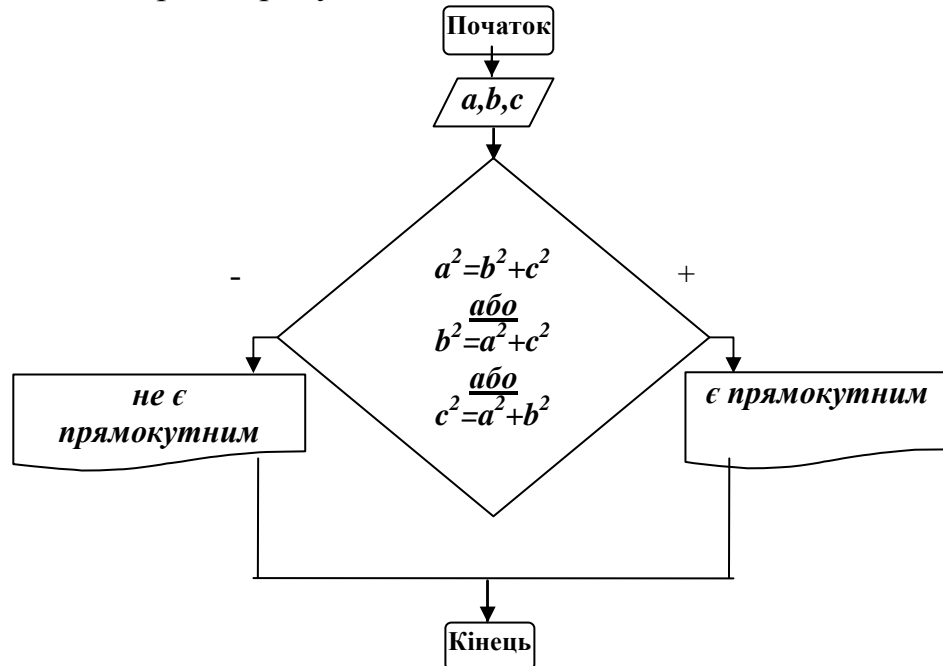 Початок
a,b,c
-
+
a²=b²+c²
або
b²=a²+c²
або
c²=a²+b²
не є
прямокутним
є прямокутним
Кінець